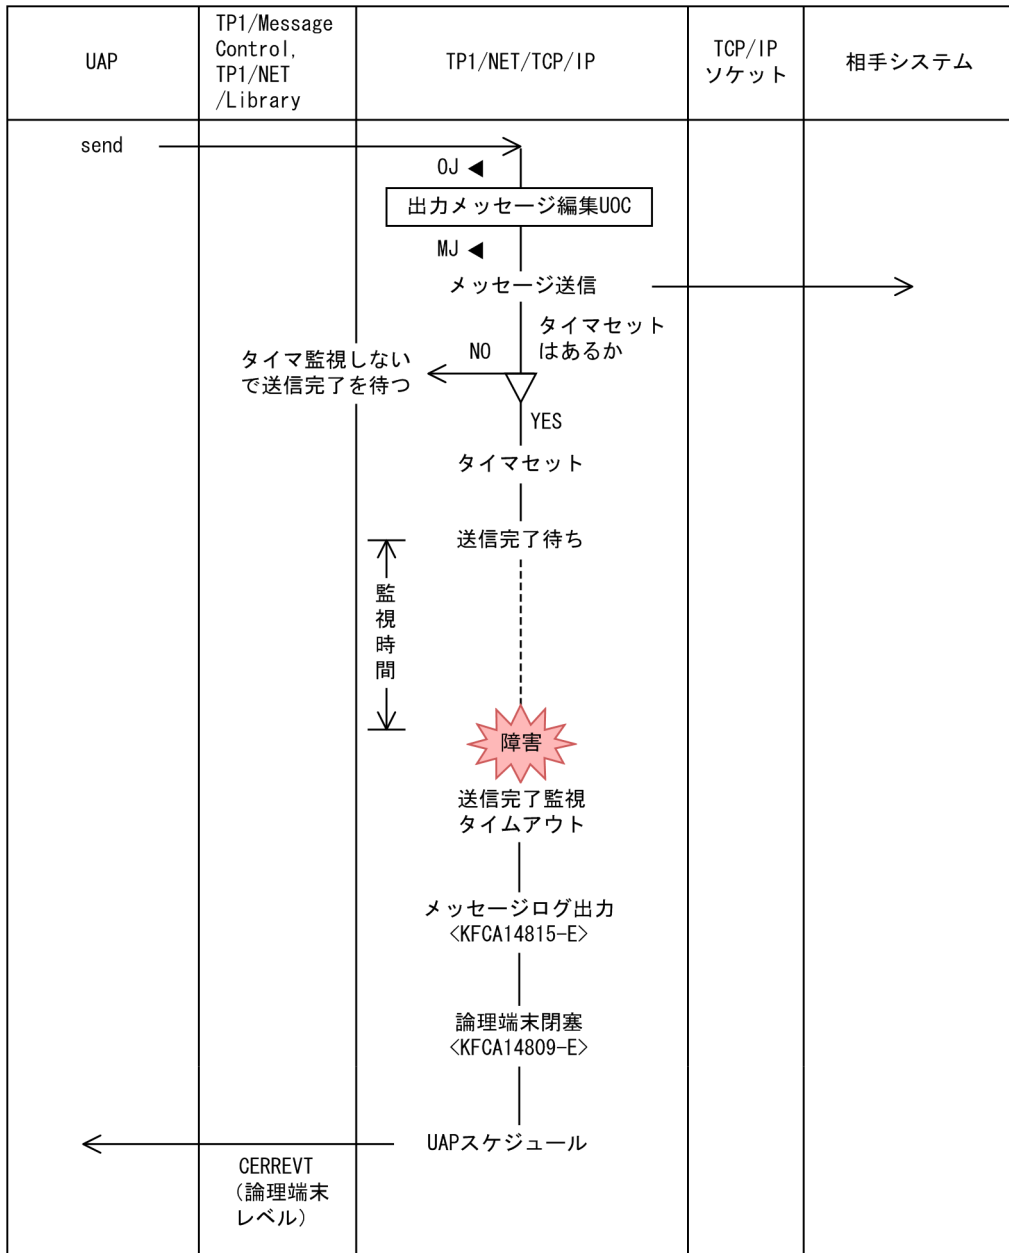 UAP
TP1/Message
Control,
TP1/NET
/Library
TP1/NET/TCP/IP
TCP/IP
ソケット
相手システム
send
OJ
出力メッセージ編集UOC
MJ
メッセージ送信
タイマセット
はあるか
NO
タイマ監視しない
で送信完了を待つ
YES
タイマセット
送信完了待ち
監
視
時
間
障害
送信完了監視
タイムアウト
メッセージログ出力
<KFCA14815-E>
論理端末閉塞
<KFCA14809-E>
UAPスケジュール
CERREVT
(論理端末
レベル)